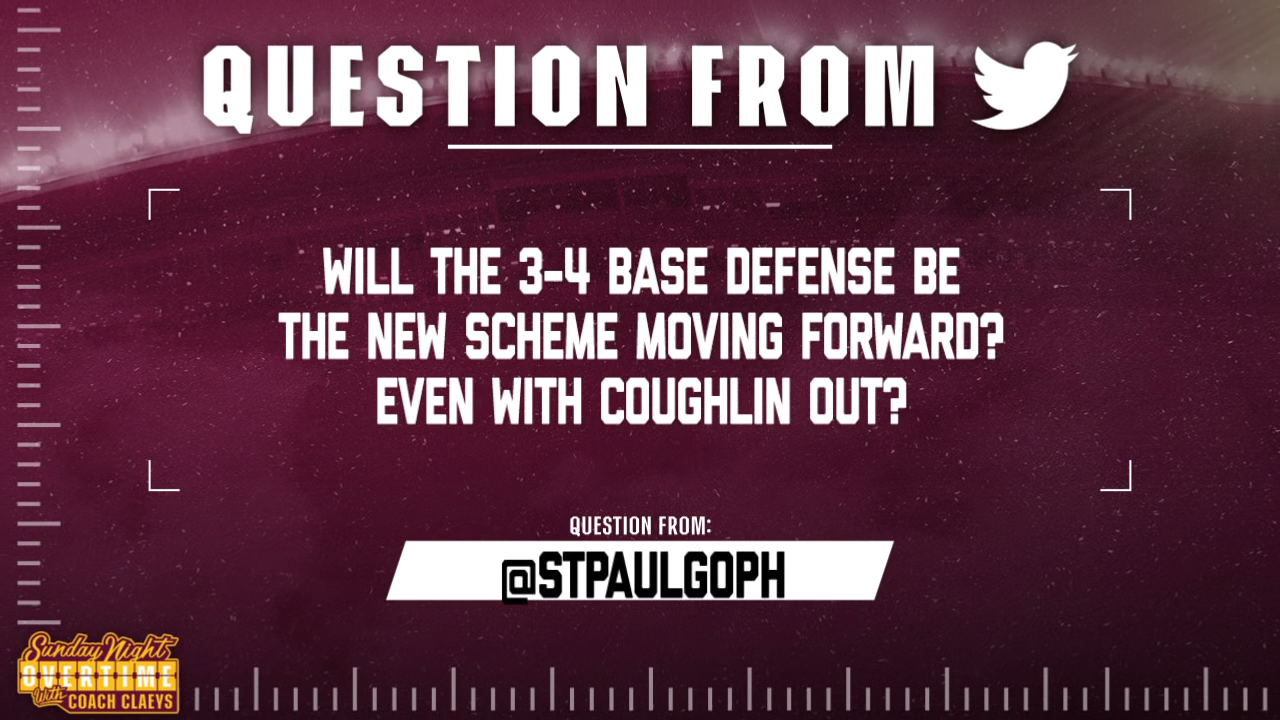 QUESTION FROM
WILL THE 3-4 BASE DEFENSE BE
THE NEW SCHEME MOVING FORWARD?
EVEN WITH COUGHLIN OUT?
QUESTION FROM:
@STPAULGOPH
Sunday Night
OVERTIME
With COACH CLAEYS